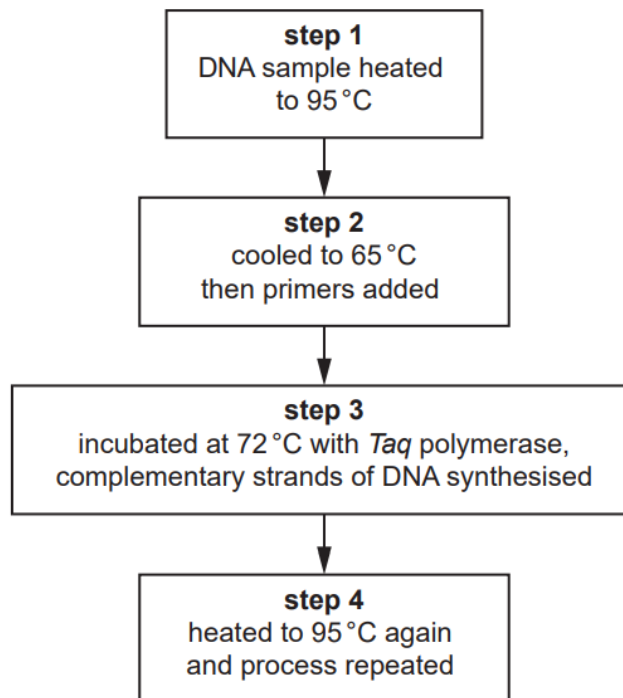 step 1
DNA sample heated
to 95 °C
step 2
cooled to 65 °C
then primers added
step 3
incubated at 72 °C with Taq polymerase,
complementary strands of DNA synthesised
step 4
heated to 95 °C again
and process repeated